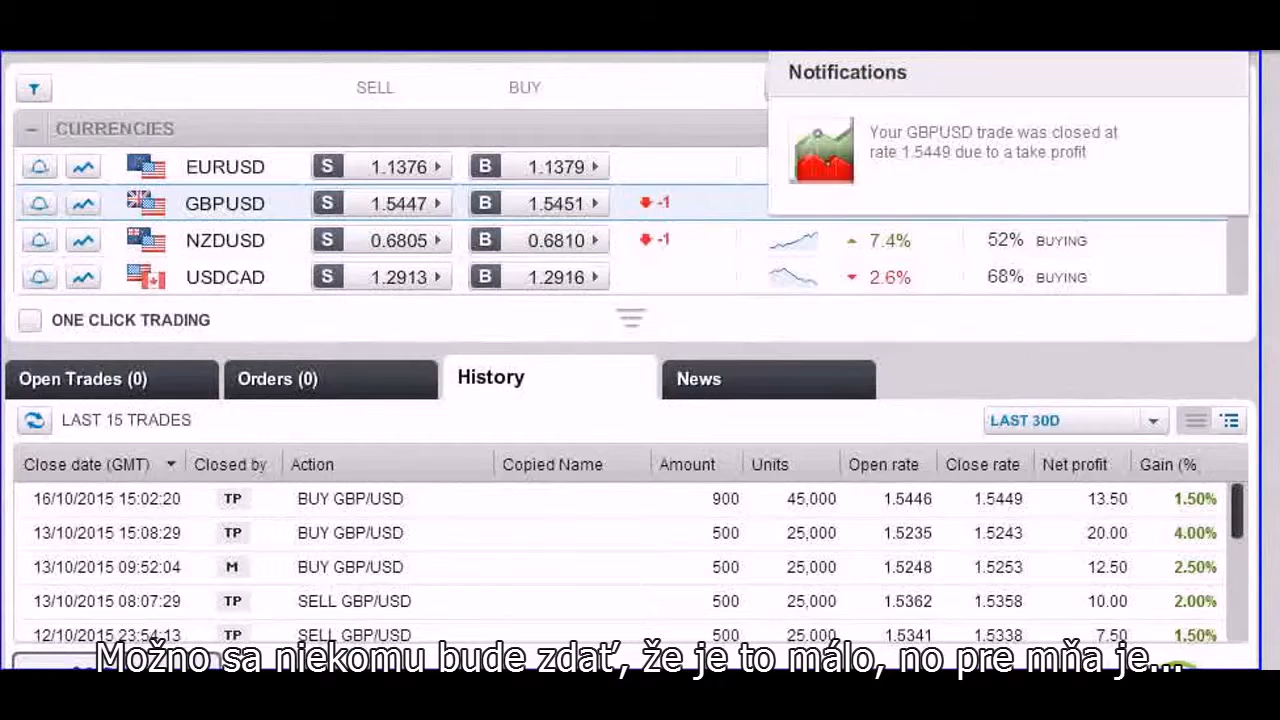 Notifications
SELL BUY
Your GBPUSD trade was closed at
rate 1.5449 due to a take profit
CURRENCIES
EURUSD S 1.1376 B 1.1379
GBPUSD S 1.5447 B 1.5451 -1
NZDUSD S 0.6805 B 0.6810 -1 7.4% 52% BUYING
USDCAD S 1.2913 B 1.2916 2.6% 68% BUYING
ONE CLICK TRADING
Open Trades (0) Orders (0) History News
LAST 15 TRADES LAST 30D
Close date (GMT) Closed by Action Copied Name Amount Units Open rate Close rate Net profit Gain (%
16/10/2015 15:02:20 TP BUY GBP/USD 900 45,000 1.5446 1.5449 13.50 1.50%
13/10/2015 15:08:29 TP BUY GBP/USD 500 25,000 1.5235 1.5243 20.00 4.00%
13/10/2015 09:52:04 M BUY GBP/USD 500 25,000 1.5248 1.5253 12.50 2.50%
13/10/2015 08:07:29 TP SELL GBP/USD 500 25,000 1.5362 1.5358 10.00 2.00%
12/10/2015 23:54:13 TP SELL GBP/USD 500 25,000 1.5341 1.5338 7.50 1.50%
Možno sa niekomu bude zdať, že je to málo, no pre mňa je...